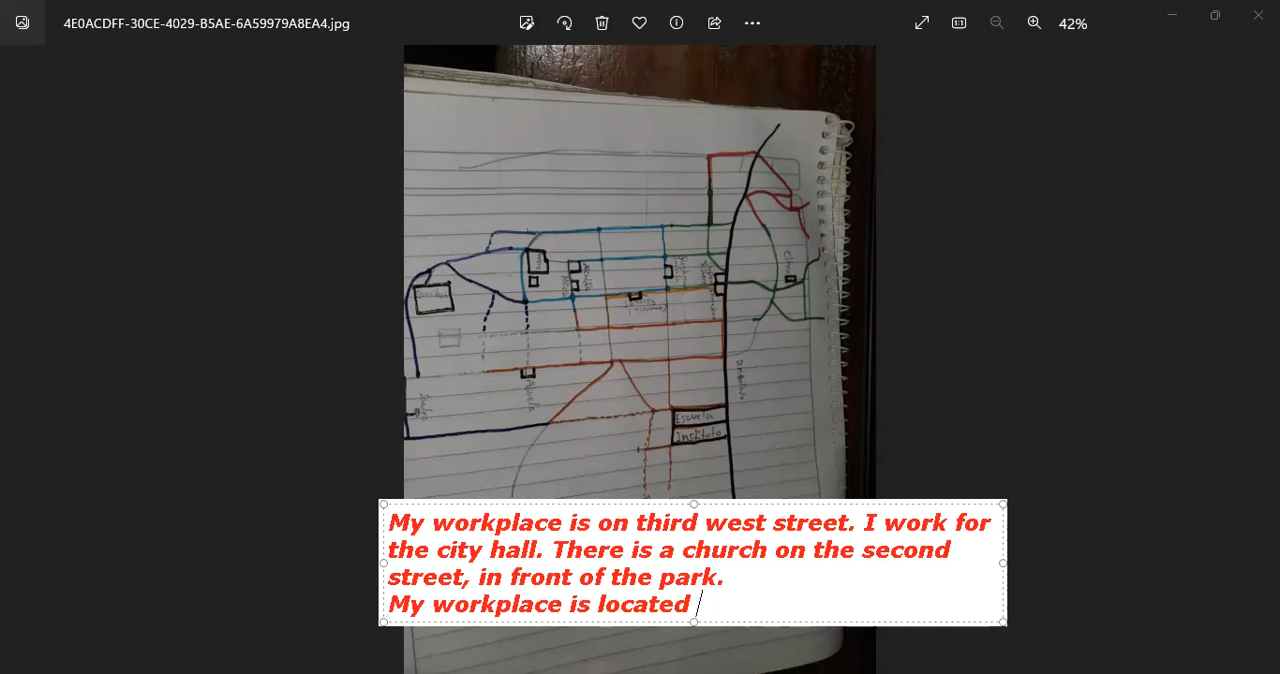 4E0ACDFF-30CE-4029-B5AE-6A59979A8EA4.jpg
42%
Escuela
Instituto
My workplace is on third west street. I work for
the city hall. There is a church on the second
street, in front of the park.
My workplace is located